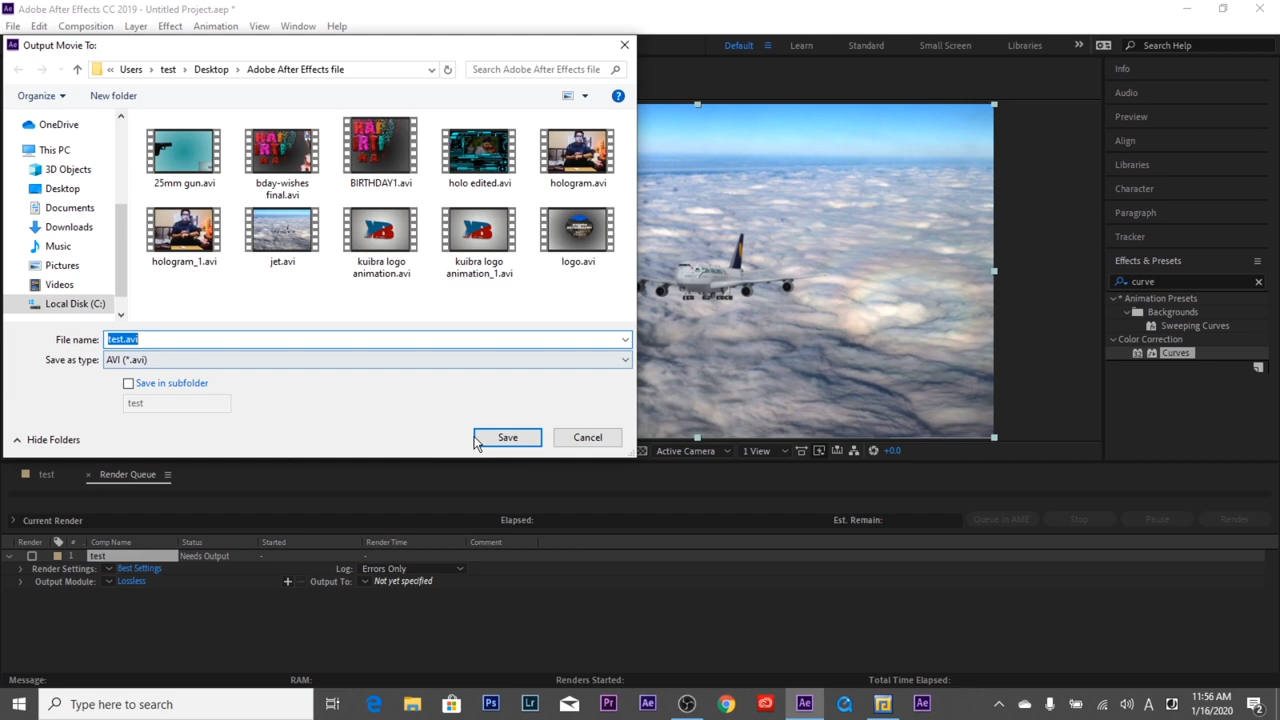 Adobe After Effects CC 2019 - Untitled Project.aep *
File Edit Composition Layer Effect Animation View Window Help
Output Movie To:
Default Learn Standard Small Screen Libraries Search Help
Users test Desktop Adobe After Effects file Search Adobe After Effects file
Organize New folder
OneDrive
This PC
3D Objects
Desktop
Documents
Downloads
Music
Pictures
Videos
Local Disk (C:)
25mm gun.avi
bday-wishes final.avi
BIRTHDAY1.avi
holo edited.avi
hologram.avi
hologram_1.avi
jet.avi
kuibra logo animation.avi
kuibra logo animation_1.avi
logo.avi
File name: test.avi
Save as type: AVI (*.avi)
Save in subfolder
test
Hide Folders Save Cancel
Info
Audio
Preview
Align
Libraries
Character
Paragraph
Tracker
Effects & Presets
curve
* Animation Presets
Backgrounds
Sweeping Curves
Color Correction
Curves
Active Camera 1 View +0.0
test Render Queue
Current Render Elapsed: Est. Remain: Queue in AME Stop Pause Render
Render # Comp Name Status Started Render Time Comment
1 test Needs Output - -
Render Settings: Best Settings Log: Errors Only
Output Module: Lossless Output To: Not yet specified
Message: RAM: Renders Started: Total Time Elapsed:
Type here to search
Ps Lr Pr Ae Ae Ae
11:56 AM
1/16/2020
2